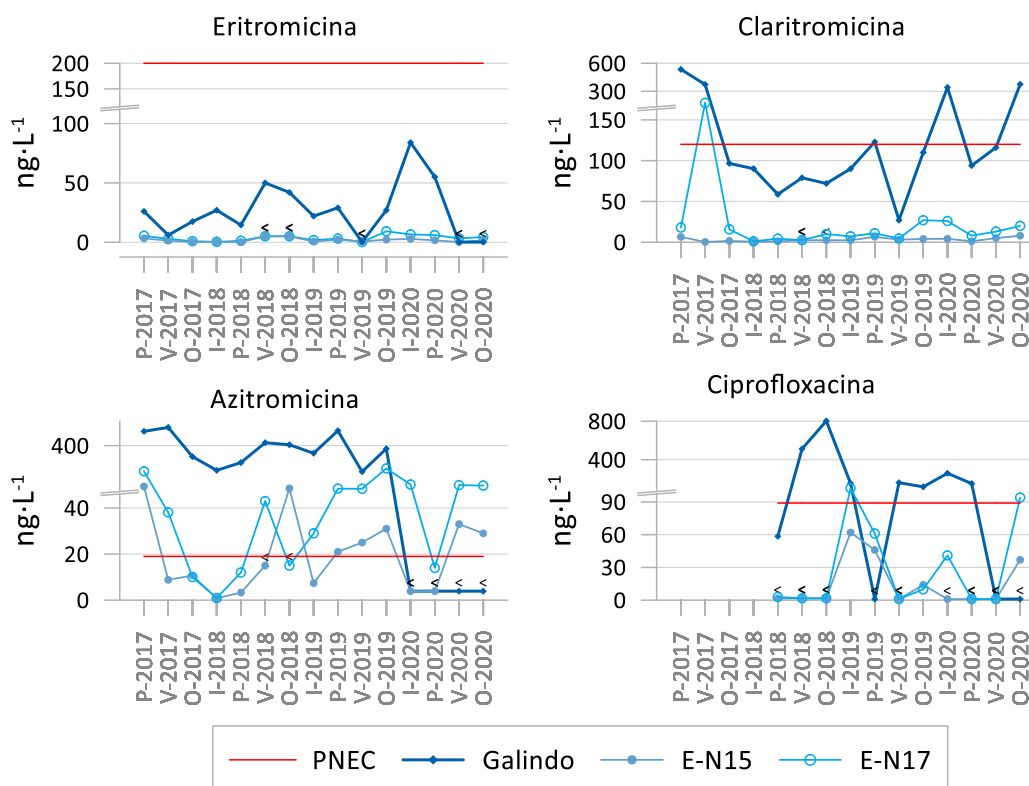 Eritromicina
ng·L⁻¹
200
150
100
50
0
< < < < <
P-2017 V-2017 O-2017 I-2018 P-2018 V-2018 O-2018 I-2019 P-2019 V-2019 O-2019 I-2020 P-2020 V-2020 O-2020
Claritromicina
ng·L⁻¹
600
300
150
100
50
0
< <
P-2017 V-2017 O-2017 I-2018 P-2018 V-2018 O-2018 I-2019 P-2019 V-2019 O-2019 I-2020 P-2020 V-2020 O-2020
Azitromicina
ng·L⁻¹
400
40
20
0
< < < < < <
P-2017 V-2017 O-2017 I-2018 P-2018 V-2018 O-2018 I-2019 P-2019 V-2019 O-2019 I-2020 P-2020 V-2020 O-2020
Ciprofloxacina
ng·L⁻¹
800
400
90
60
30
0
< < < < < < < < <
P-2017 V-2017 O-2017 I-2018 P-2018 V-2018 O-2018 I-2019 P-2019 V-2019 O-2019 I-2020 P-2020 V-2020 O-2020
PNEC Galindo E-N15 E-N17